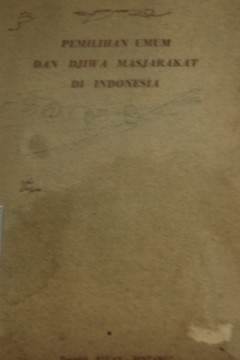 PEMILIHAN UMUM
DAN DJIWA MASJARAKAT
DI INDONESIA